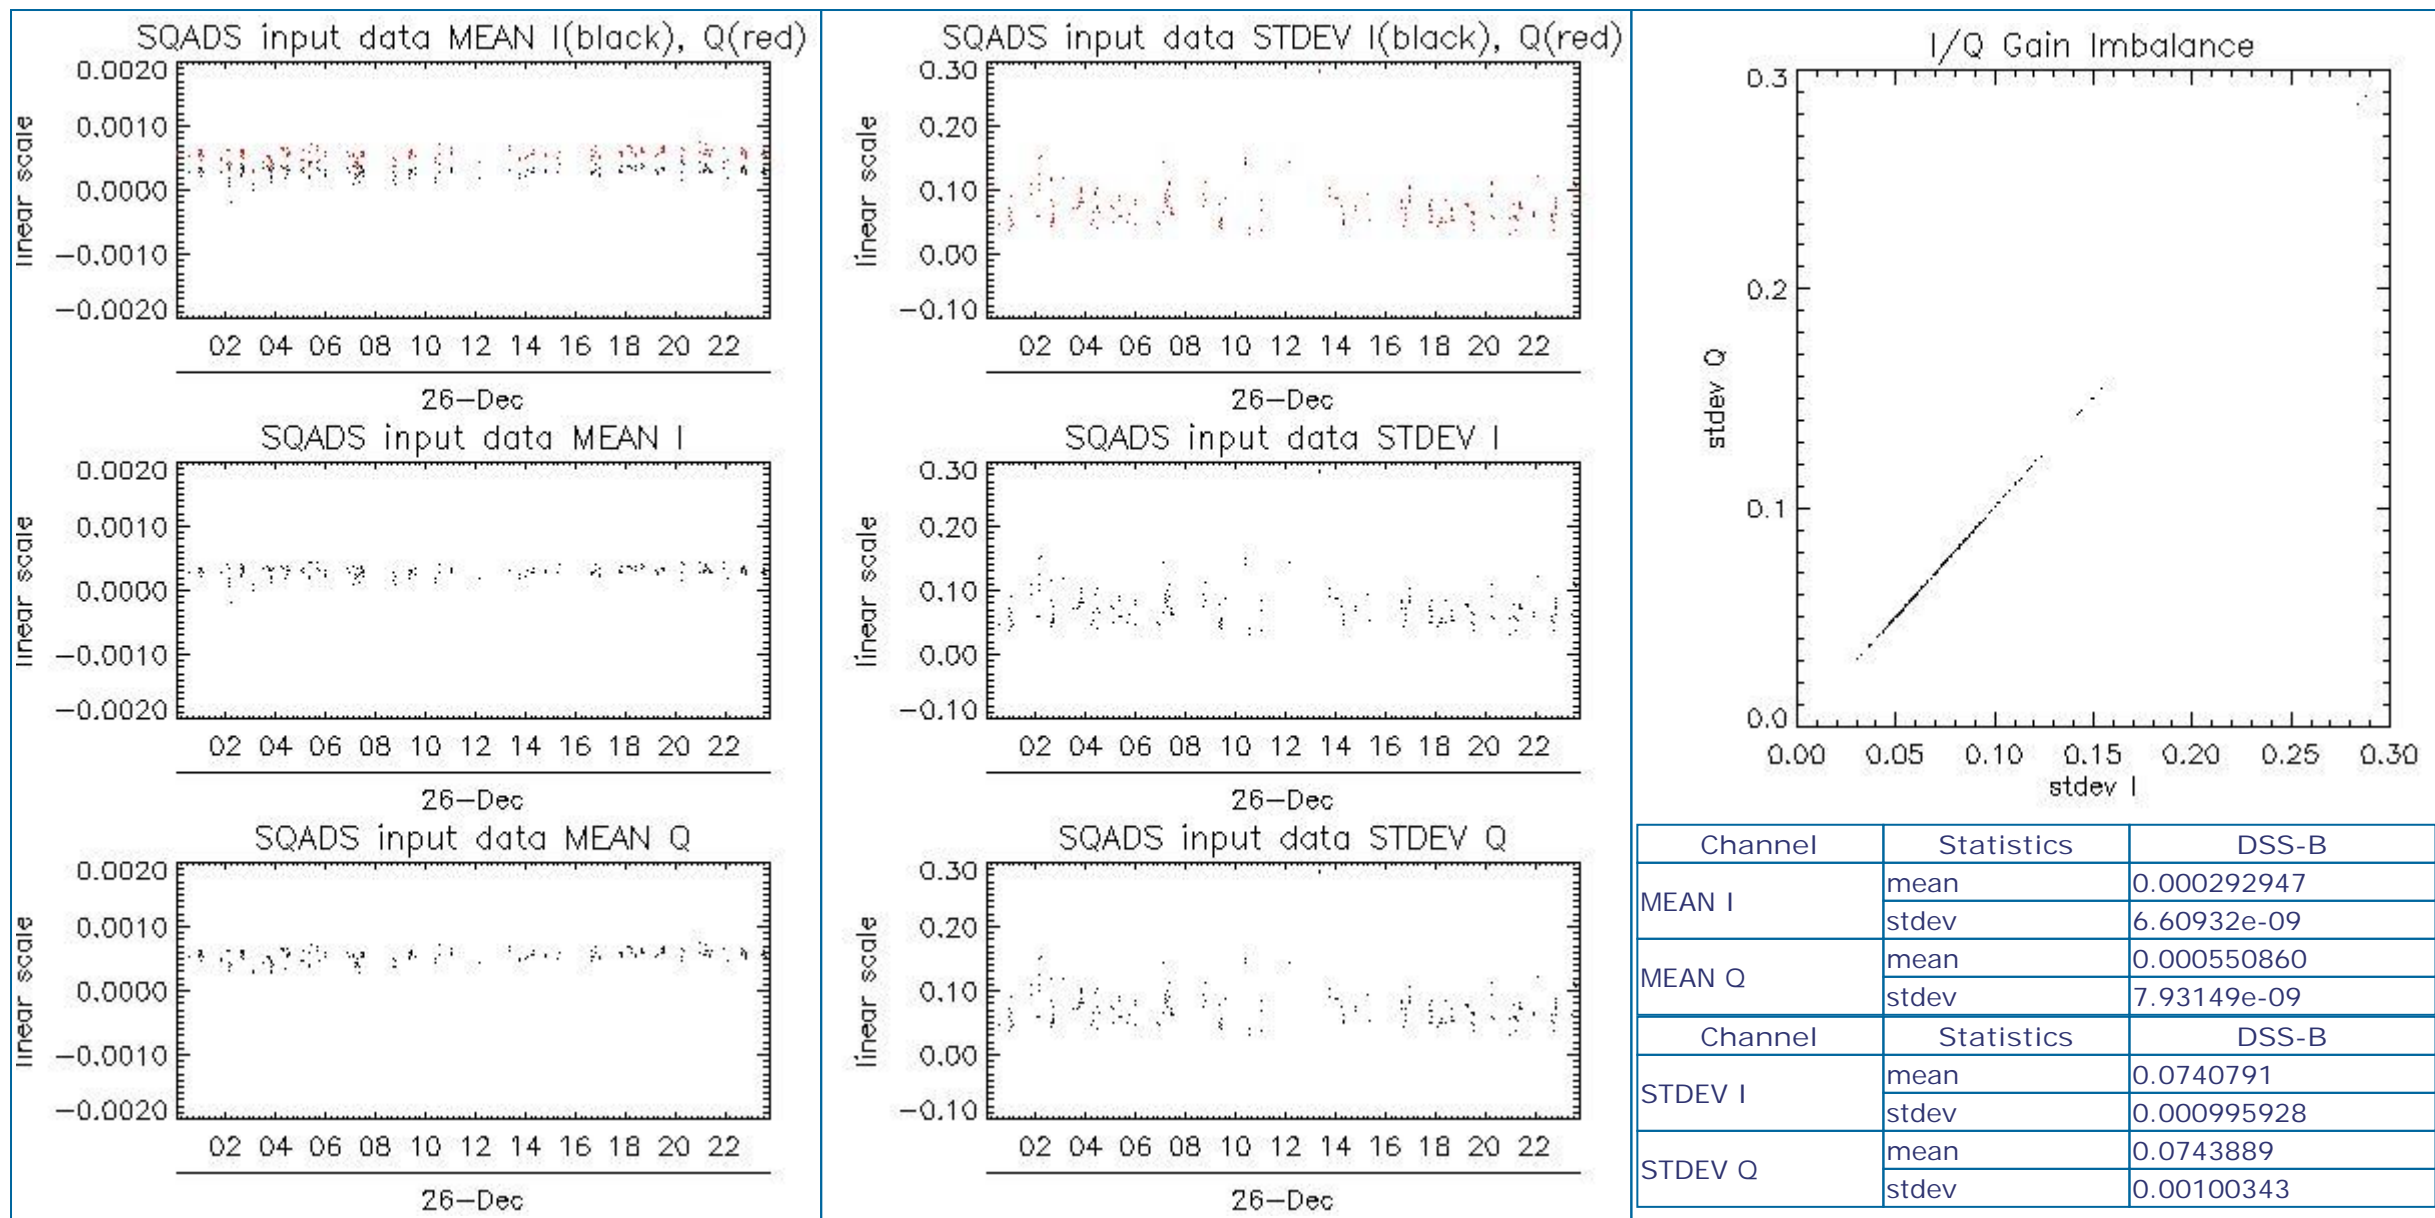 SQADS input data MEAN I(black), Q(red)
0.0020
0.0010
0.0000
−0.0010
−0.0020
linear scale
02 04 06 08 10 12 14 16 18 20 22
26−Dec
SQADS input data MEAN I
0.0020
0.0010
0.0000
−0.0010
−0.0020
linear scale
02 04 06 08 10 12 14 16 18 20 22
26−Dec
SQADS input data MEAN Q
0.0020
0.0010
0.0000
−0.0010
−0.0020
linear scale
02 04 06 08 10 12 14 16 18 20 22
26−Dec
SQADS input data STDEV I(black), Q(red)
0.30
0.20
0.10
0.00
−0.10
linear scale
02 04 06 08 10 12 14 16 18 20 22
26−Dec
SQADS input data STDEV I
0.30
0.20
0.10
0.00
−0.10
linear scale
02 04 06 08 10 12 14 16 18 20 22
26−Dec
SQADS input data STDEV Q
0.30
0.20
0.10
0.00
−0.10
linear scale
02 04 06 08 10 12 14 16 18 20 22
26−Dec
I/Q Gain Imbalance
0.3
0.2
0.1
0.0
stdev Q
0.00 0.05 0.10 0.15 0.20 0.25 0.30
stdev I
Channel Statistics DSS-B
MEAN I mean 0.000292947
stdev 6.60932e-09
MEAN Q mean 0.000550860
stdev 7.93149e-09
Channel Statistics DSS-B
STDEV I mean 0.0740791
stdev 0.000995928
STDEV Q mean 0.0743889
stdev 0.00100343